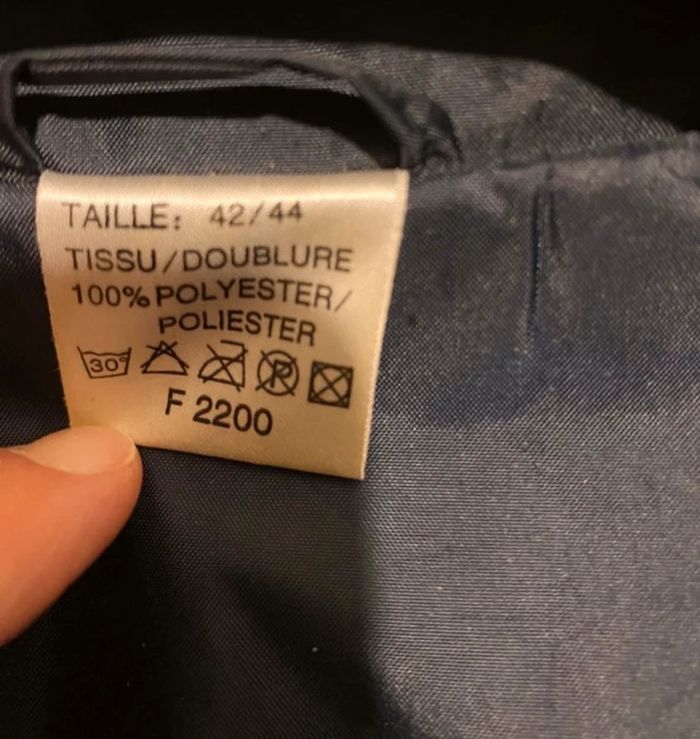 TAILLE: 42/44
TISSU/DOUBLURE
100% POLYESTER/
POLIESTER
30° P
F 2200